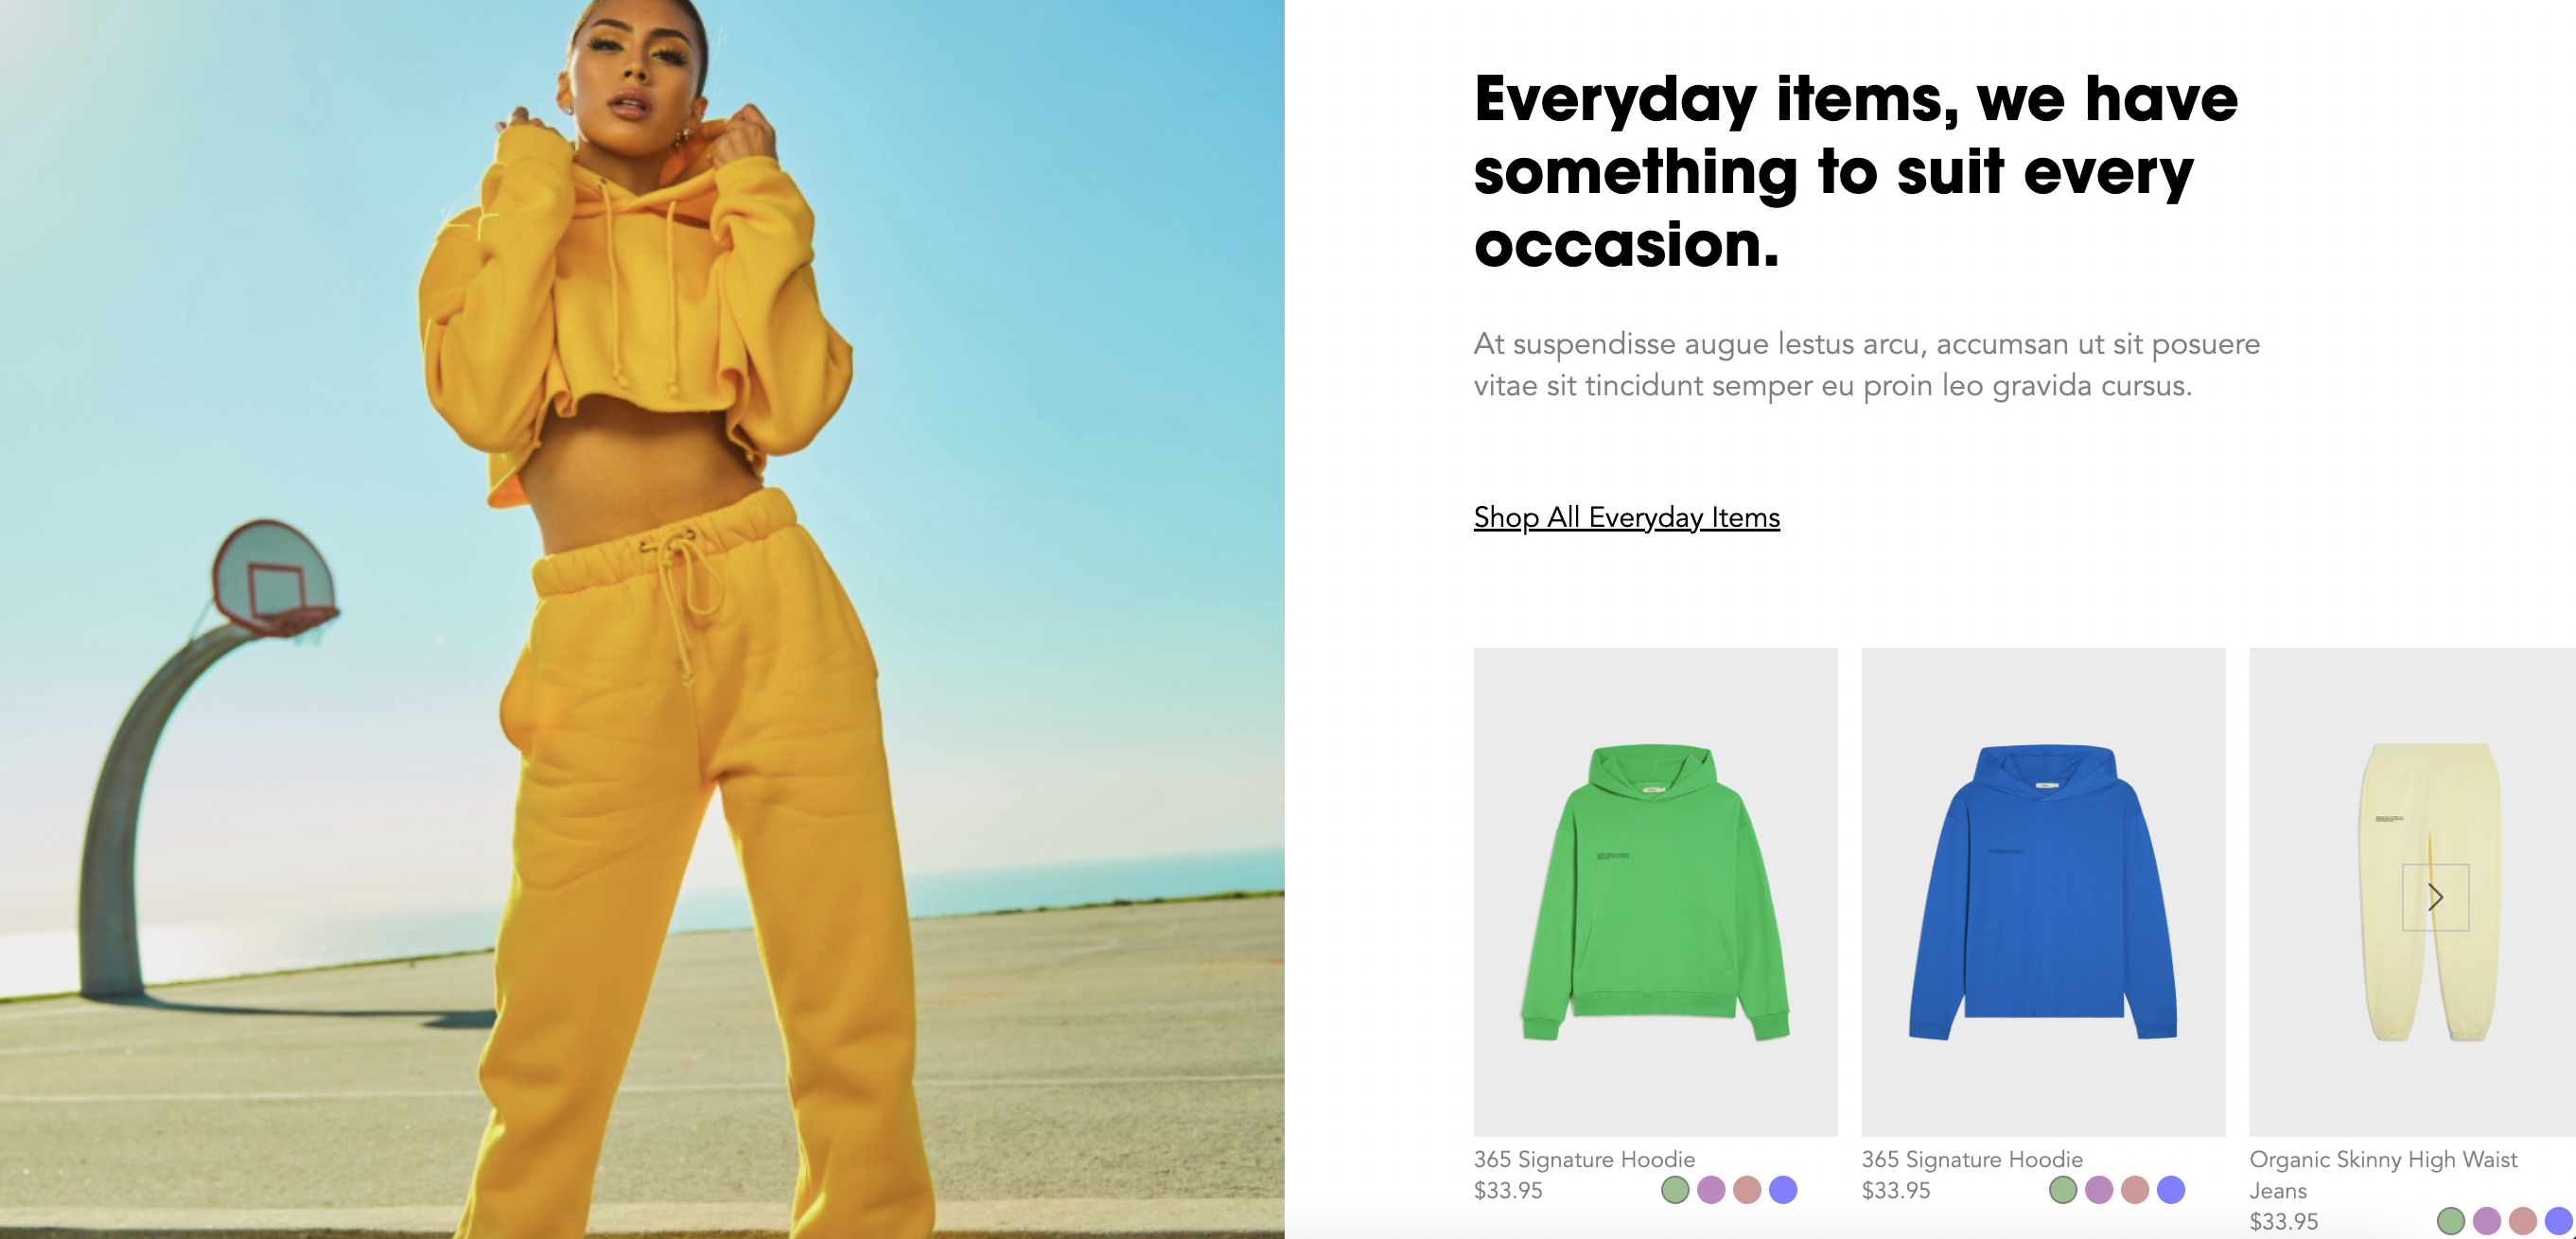 Everyday items, we have
something to suit every
occasion.
At suspendisse augue lestus arcu, accumsan ut sit posuere
vitae sit tincidunt semper eu proin leo gravida cursus.
Shop All Everyday Items
365 Signature Hoodie
$33.95
365 Signature Hoodie
$33.95
Organic Skinny High Waist
Jeans
$33.95